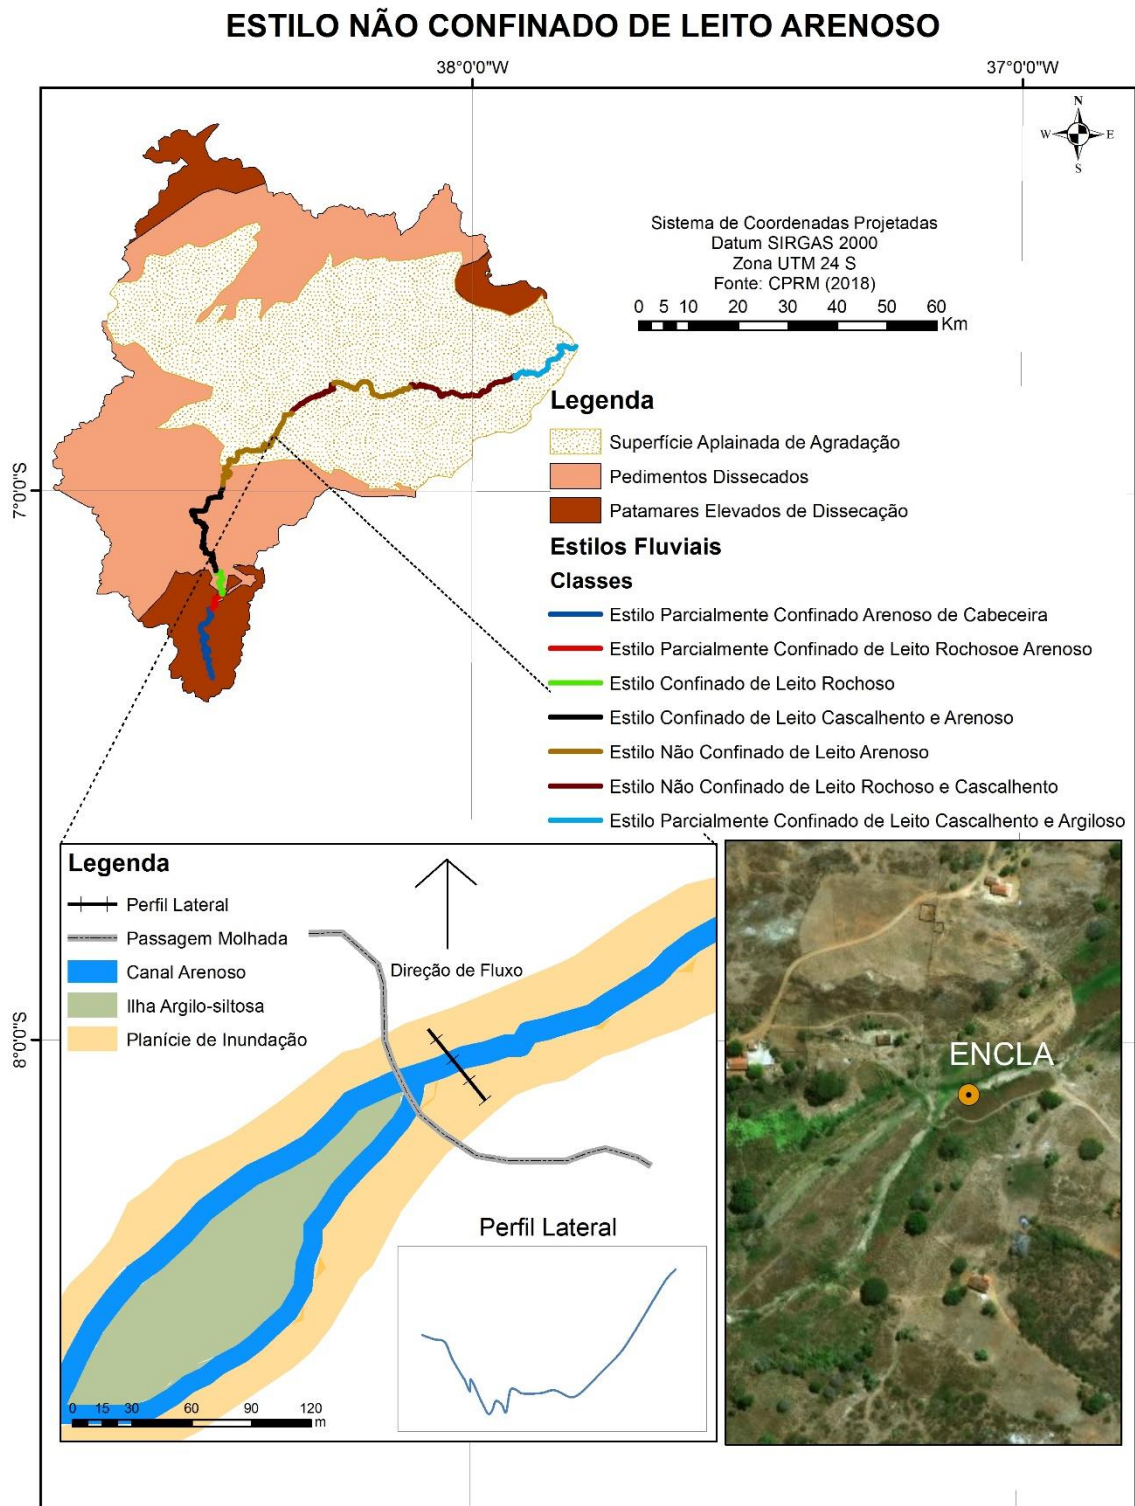 ESTILO NÃO CONFINADO DE LEITO ARENOSO
38°0'0"W
37°0'0"W
N
W
E
S
Sistema de Coordenadas Projetadas
Datum SIRGAS 2000
Zona UTM 24 S
Fonte: CPRM (2018)
0 5 10 20 30 40 50 60
Km
Legenda
Superfície Aplainada de Agradação
Pedimentos Dissecados
Patamares Elevados de Dissecação
7°0'0"S
Estilos Fluviais
Classes
Estilo Parcialmente Confinado Arenoso de Cabeceira
Estilo Parcialmente Confinado de Leito Rochosoe Arenoso
Estilo Confinado de Leito Rochoso
Estilo Confinado de Leito Cascalhento e Arenoso
Estilo Não Confinado de Leito Arenoso
Estilo Não Confinado de Leito Rochoso e Cascalhento
Estilo Parcialmente Confinado de Leito Cascalhento e Argiloso
Legenda
Perfil Lateral
Passagem Molhada
Canal Arenoso
Ilha Argilo-siltosa
Planície de Inundação
Direção de Fluxo
8°0'0"S
ENCLA
Perfil Lateral
0 15 30 60 90 120
m